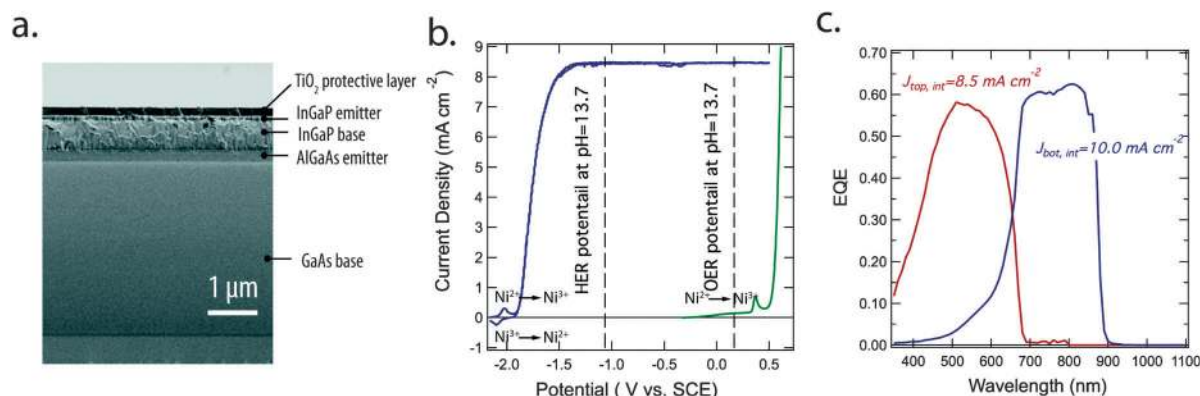 a.
TiO2 protective layer
InGaP emitter
InGaP base
AlGaAs emitter
GaAs base
1 μm
b.
Current Density (mA cm-2)
9
8
7
6
5
4
3
2
1
0
-1
HER potentail at pH=13.7
OER potentail at pH=13.7
Ni2+ → Ni3+
Ni3+ → Ni2+
Ni2+ → Ni3+
-2.0 -1.5 -1.0 -0.5 0.0 0.5
Potential ( V vs. SCE)
c.
EQE
0.70
0.60
0.50
0.40
0.30
0.20
0.10
0.00
Jtop, int=8.5 mA cm-2
Jbot, int=10.0 mA cm-2
400 500 600 700 800 900 1000 1100
Wavelength (nm)